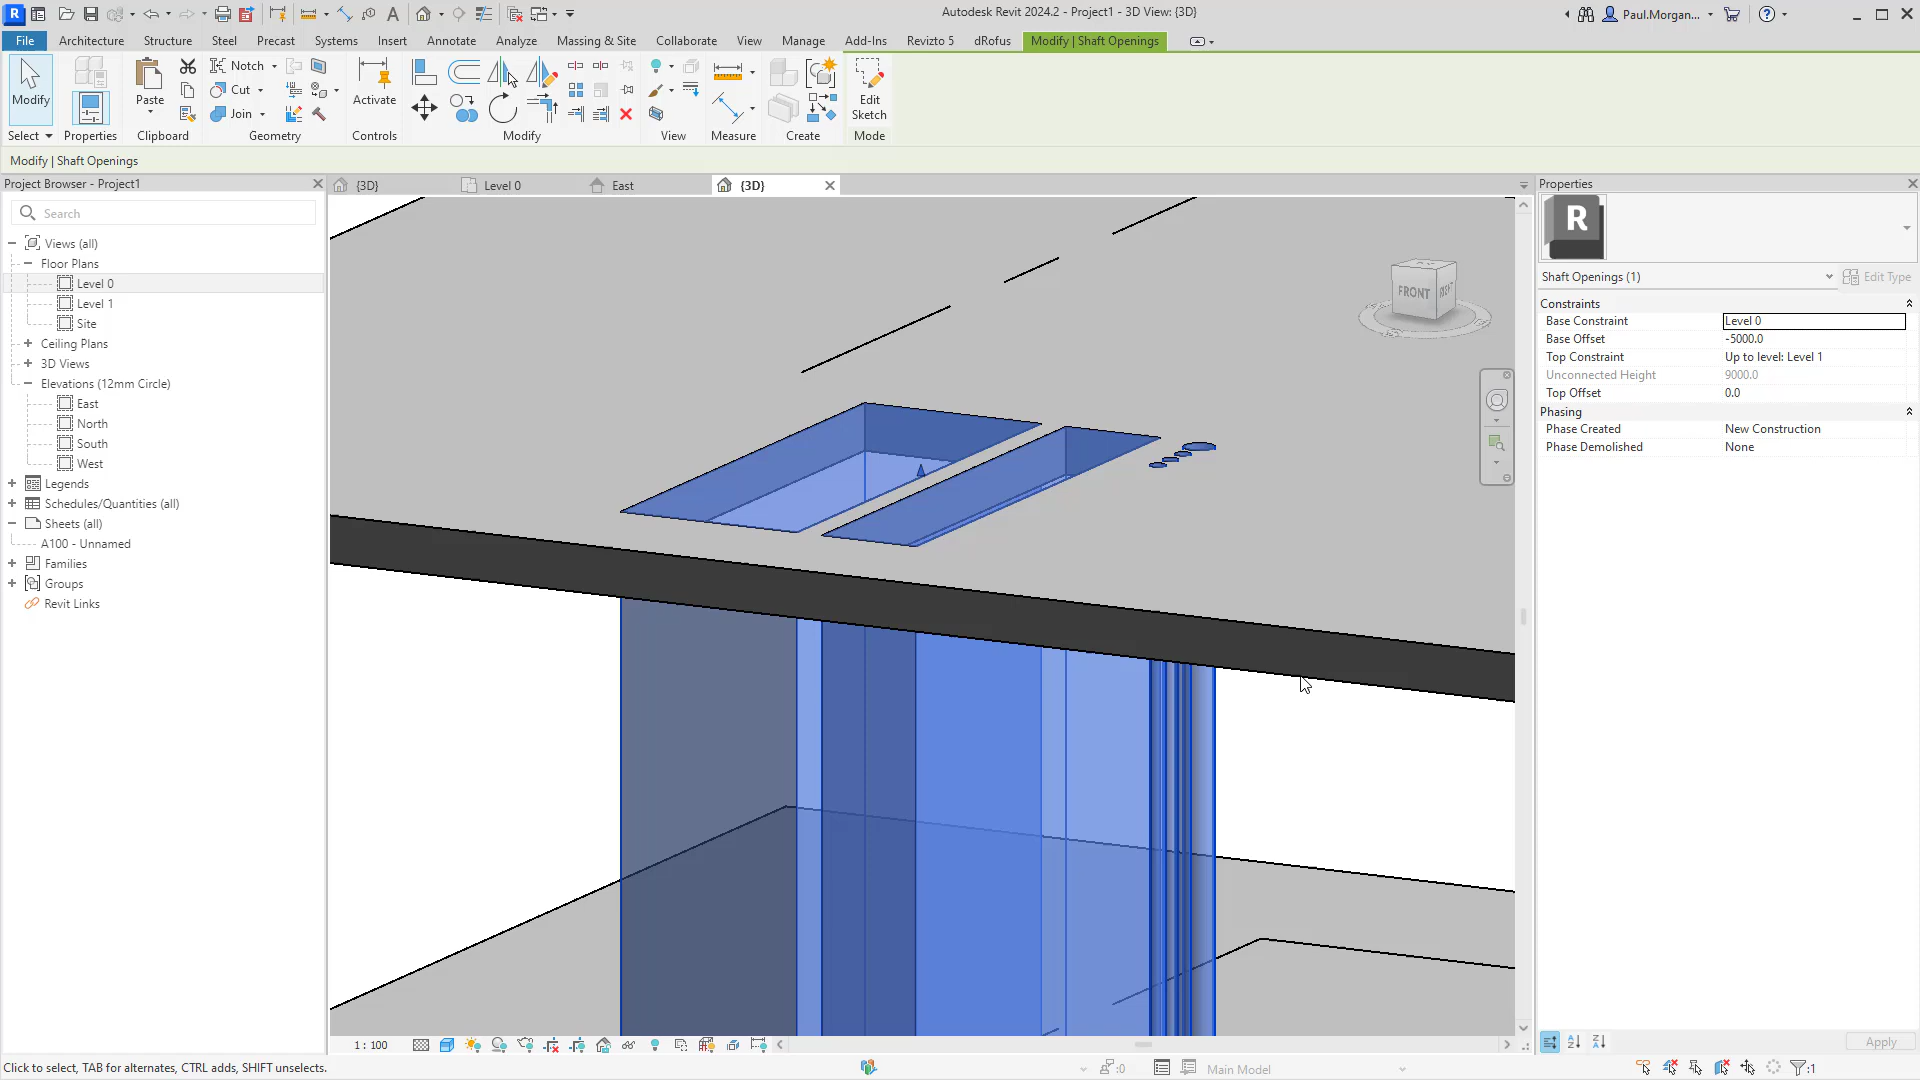 Autodesk Revit 2024.2 - Project1 - 3D View: {3D}
Paul.Morgan...
File Architecture Structure Steel Precast Systems Insert Annotate Analyze Massing & Site Collaborate View Manage Add-Ins Revizto 5 dRofus Modify | Shaft Openings
Modify
Paste
Notch
Cut
Join
Activate
Edit Sketch
Select Properties Clipboard Geometry Controls Modify View Measure Create Mode
Modify | Shaft Openings
Project Browser - Project1
Search
Views (all)
Floor Plans
Level 0
Level 1
Site
Ceiling Plans
3D Views
Elevations (12mm Circle)
East
North
South
West
Legends
Schedules/Quantities (all)
Sheets (all)
A100 - Unnamed
Families
Groups
Revit Links
{3D} Level 0 East {3D}
FRONT
RIGHT
Properties
R
Shaft Openings (1) Edit Type
Constraints
Base Constraint Level 0
Base Offset -5000.0
Top Constraint Up to level: Level 1
Unconnected Height 9000.0
Top Offset 0.0
Phasing
Phase Created New Construction
Phase Demolished None
Apply
1 : 100
Click to select, TAB for alternates, CTRL adds, SHIFT unselects.
:0
Main Model
:1